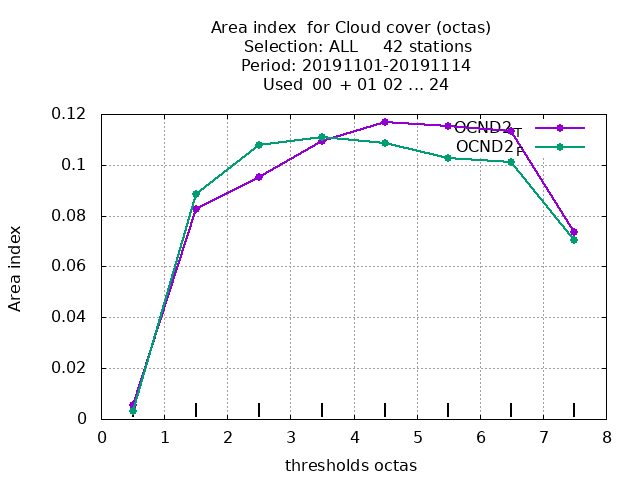 Area index  for Cloud cover (octas)
Selection: ALL     42 stations
Period: 20191101-20191114
Used  00 + 01 02 ... 24
0.12
0.1
0.08
0.06
0.04
0.02
0
Area index
OCND2_T
OCND2_F
0 1 2 3 4 5 6 7 8
thresholds octas